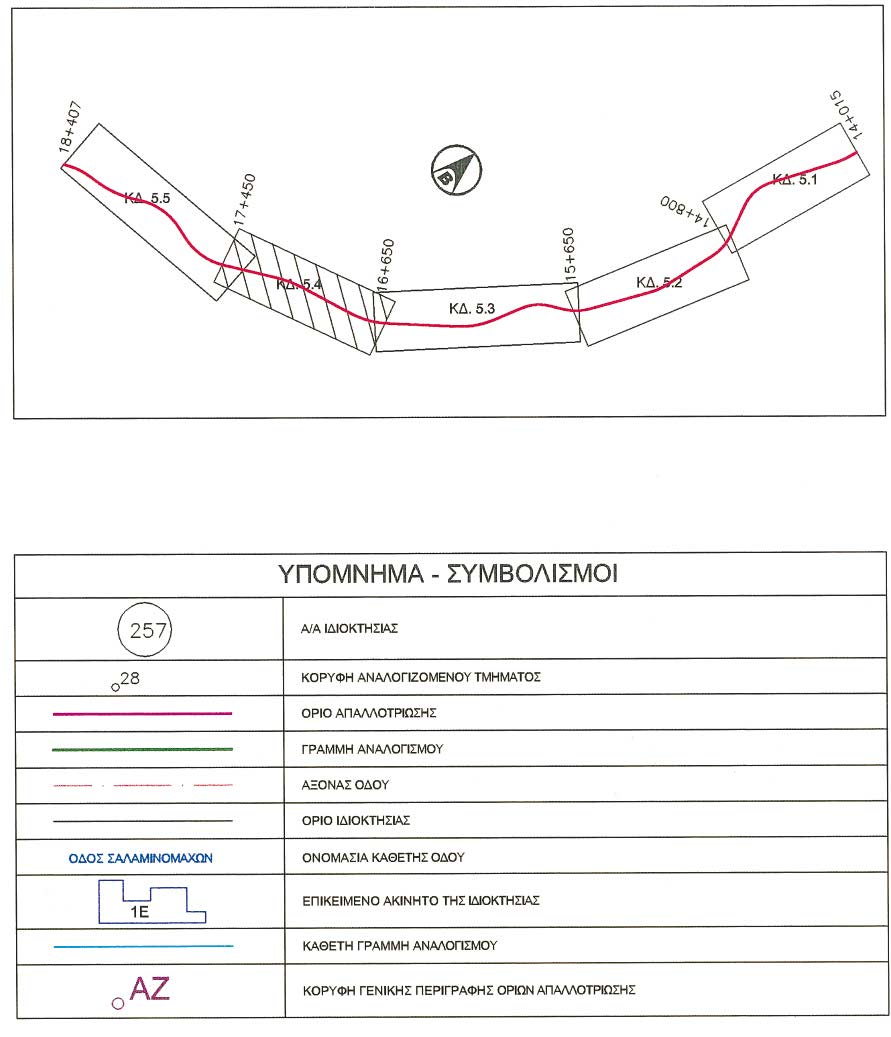 18+407
14+015
ΚΔ. 5.5
17+450
Β
14+800
ΚΔ. 5.1
ΚΔ. 5.4
16+650
15+650
ΚΔ. 5.3
ΚΔ. 5.2
ΥΠΟΜΝΗΜΑ - ΣΥΜΒΟΛΙΣΜΟΙ
257 Α/Α ΙΔΙΟΚΤΗΣΙΑΣ
28 ΚΟΡΥΦΗ ΑΝΑΛΟΓΙΖΟΜΕΝΟΥ ΤΜΗΜΑΤΟΣ
ΟΡΙΟ ΑΠΑΛΛΟΤΡΙΩΣΗΣ
ΓΡΑΜΜΗ ΑΝΑΛΟΓΙΣΜΟΥ
ΑΞΟΝΑΣ ΟΔΟΥ
ΟΡΙΟ ΙΔΙΟΚΤΗΣΙΑΣ
ΟΔΟΣ ΣΑΛΑΜΙΝΟΜΑΧΩΝ ΟΝΟΜΑΣΙΑ ΚΑΘΕΤΗΣ ΟΔΟΥ
1Ε ΕΠΙΚΕΙΜΕΝΟ ΑΚΙΝΗΤΟ ΤΗΣ ΙΔΙΟΚΤΗΣΙΑΣ
ΚΑΘΕΤΗ ΓΡΑΜΜΗ ΑΝΑΛΟΓΙΣΜΟΥ
ΑΖ ΚΟΡΥΦΗ ΓΕΝΙΚΗΣ ΠΕΡΙΓΡΑΦΗΣ ΟΡΙΩΝ ΑΠΑΛΛΟΤΡΙΩΣΗΣ